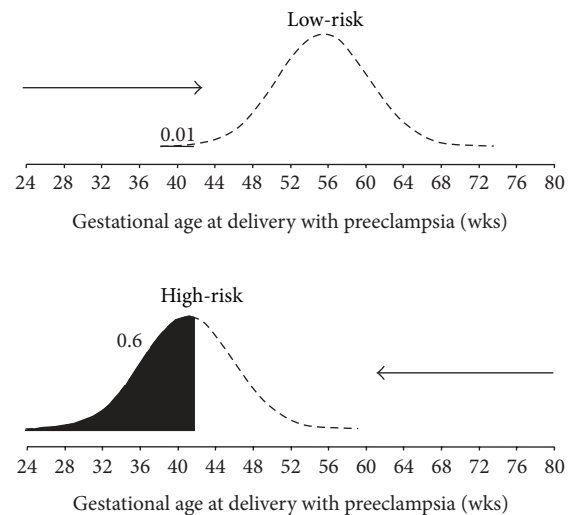 Low-risk
0.01
24 28 32 36 40 44 48 52 56 60 64 68 72 76 80
Gestational age at delivery with preeclampsia (wks)
High-risk
0.6
24 28 32 36 40 44 48 52 56 60 64 68 72 76 80
Gestational age at delivery with preeclampsia (wks)